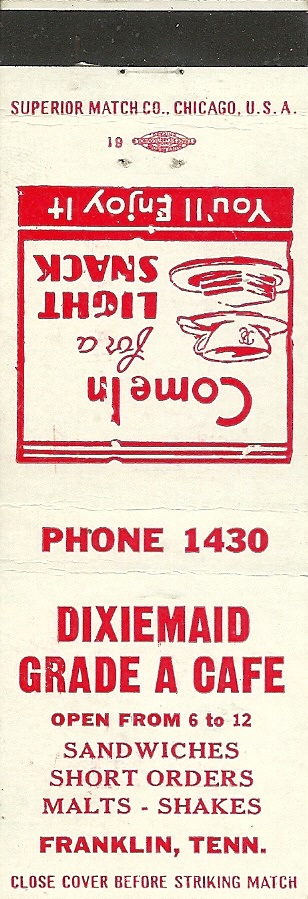 SUPERIOR MATCH CO., CHICAGO, U.S.A.
19
Come In
for a
LIGHT
SNACK
You'll Enjoy It
PHONE 1430
DIXIEMAID
GRADE A CAFE
OPEN FROM 6 to 12
SANDWICHES
SHORT ORDERS
MALTS - SHAKES
FRANKLIN, TENN.
CLOSE COVER BEFORE STRIKING MATCH